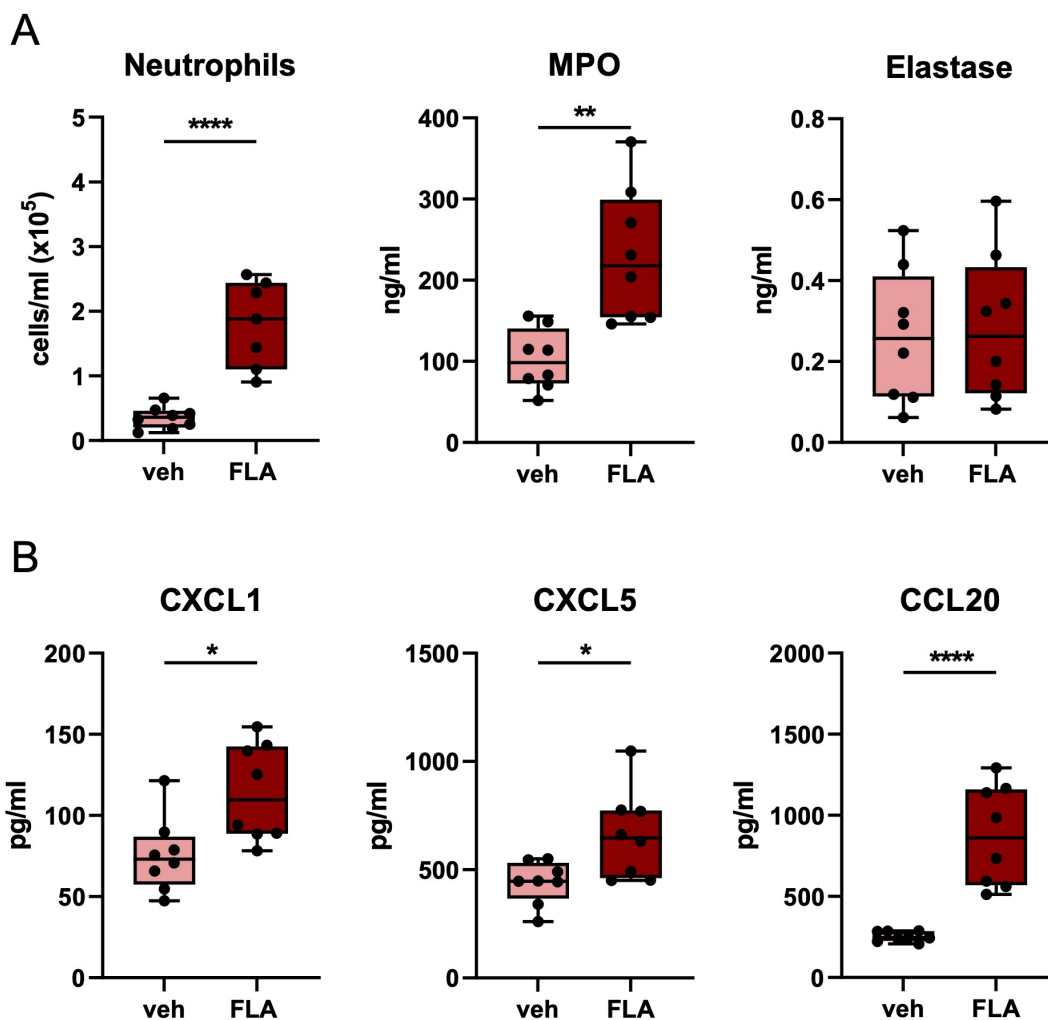 A
Neutrophils
****
cells/ml (x10⁵)
5
4
3
2
1
0
veh FLA
MPO
**
ng/ml
400
300
200
100
0
veh FLA
Elastase
ng/ml
0.8
0.6
0.4
0.2
0.0
veh FLA
B
CXCL1
*
pg/ml
200
150
100
50
0
veh FLA
CXCL5
*
pg/ml
1500
1000
500
0
veh FLA
CCL20
****
pg/ml
2000
1500
1000
500
0
veh FLA